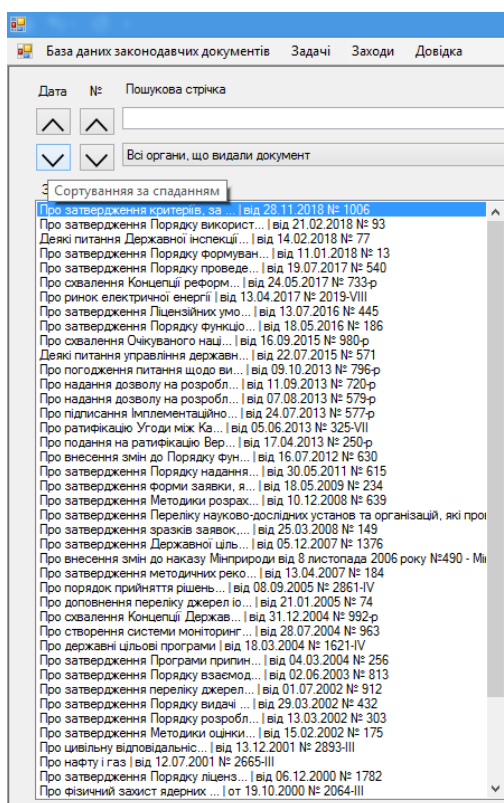 База даних законодавчих документів Задачі Заходи Довідка
Дата № Пошукова стрічка
Всі органи, що видали документ
Сортуванняя за спаданням
Про затвердження критеріїв, за ... | від 28.11.2018 № 1006
Про затвердження Порядку використ... | від 21.02.2018 № 93
Деякі питання Державної інспекції... | від 14.02.2018 № 77
Про затвердження Порядку формуван... | від 11.01.2018 № 13
Про затвердження Порядку проведе... | від 19.07.2017 № 540
Про схвалення Концепції реформ... | від 24.05.2017 № 733-р
Про ринок електричної енергії | від 13.04.2017 № 2019-VIII
Про затвердження Ліцензійних умо... | від 13.07.2016 № 445
Про затвердження Порядку функціо... | від 18.05.2016 № 186
Про схвалення Очікуваного наці... | від 16.09.2015 № 980-р
Деякі питання управління державн... | від 22.07.2015 № 571
Про погодження питання щодо ви... | від 09.10.2013 № 796-р
Про надання дозволу на розробл... | від 11.09.2013 № 720-р
Про надання дозволу на розробл... | від 07.08.2013 № 579-р
Про підписання Імплементаційно... | від 24.07.2013 № 577-р
Про ратифікацію Угоди між Ка... | від 05.06.2013 № 325-VII
Про подання на ратифікацію Вер... | від 17.04.2013 № 250-р
Про внесення змін до Порядку фун... | від 16.07.2012 № 630
Про затвердження Порядку надання... | від 30.05.2011 № 615
Про затвердження форми заявки, я... | від 18.05.2009 № 234
Про затвердження Методики розрах... | від 10.12.2008 № 639
Про затвердження Переліку науково-дослідних установ та організацій, які про
Про затвердження зразків заявок,... | від 25.03.2008 № 149
Про затвердження Державної ціль... | від 05.12.2007 № 1376
Про внесення змін до наказу Мінприроди від 8 листопада 2006 року №490 - Мі
Про затвердження методичних реко... | від 13.04.2007 № 184
Про порядок прийняття рішень... | від 08.09.2005 № 2861-IV
Про доповнення переліку джерел іо... | від 21.01.2005 № 74
Про схвалення Концепції Держав... | від 31.12.2004 № 992-р
Про створення системи моніторинг... | від 28.07.2004 № 963
Про державні цільові програми | від 18.03.2004 № 1621-IV
Про затвердження Програми припин... | від 04.03.2004 № 256
Про затвердження Порядку взаємод... | від 02.06.2003 № 813
Про затвердження переліку джерел... | від 01.07.2002 № 912
Про затвердження Порядку видачі ... | від 29.03.2002 № 432
Про затвердження Порядку розробл... | від 13.03.2002 № 303
Про затвердження Методики оцінки... | від 15.02.2002 № 175
Про цивільну відповідальніс... | від 13.12.2001 № 2893-III
Про нафту і газ | від 12.07.2001 № 2665-III
Про затвердження Порядку ліценз... | від 06.12.2000 № 1782
Про фізичний захист ядерних ... | от 19.10.2000 № 2064-III